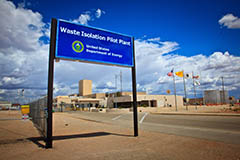 Waste Isolation Pilot Plant
United States
Department of Energy